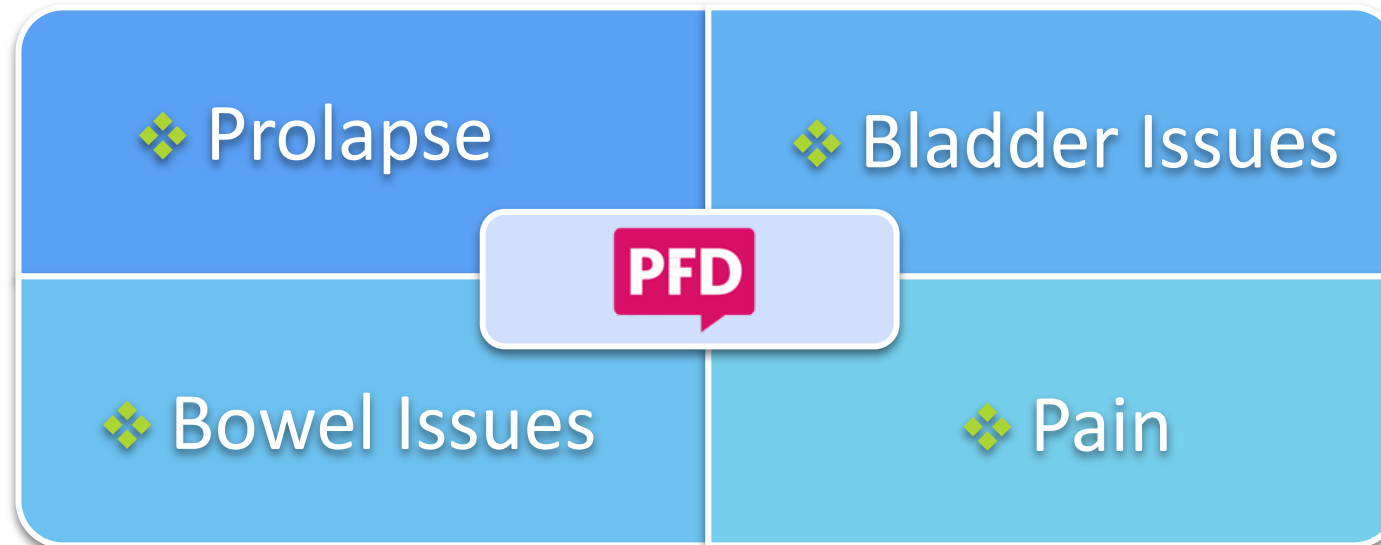 ❖ Prolapse
❖ Bladder Issues
PFD
❖ Bowel Issues
❖ Pain